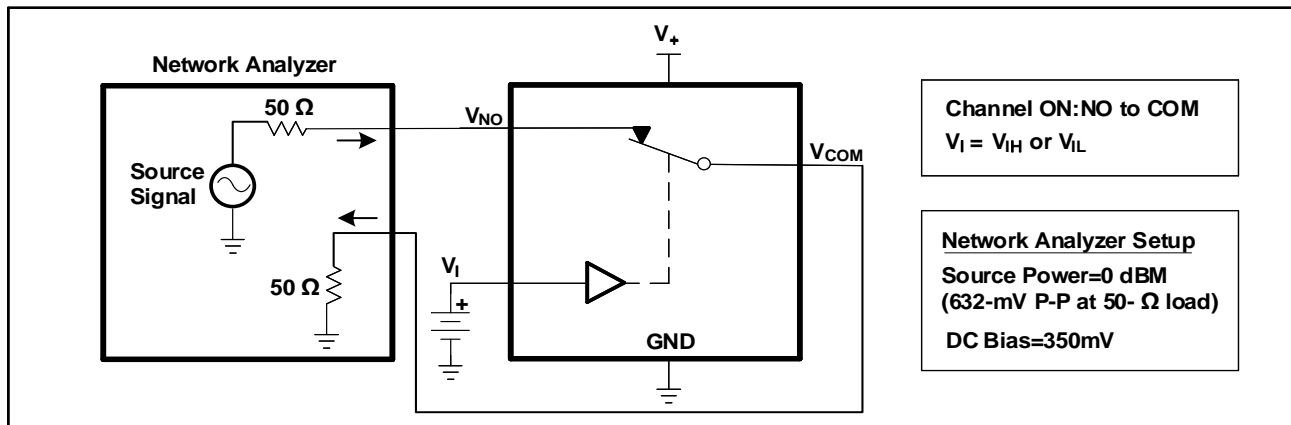 Network Analyzer
50 Ω
Source
Signal
50 Ω
V+
VNO
VCOM
VI
+
GND
Channel ON:NO to COM
VI = VIH or VIL
Network Analyzer Setup
Source Power=0 dBM
(632-mV P-P at 50- Ω load)
DC Bias=350mV